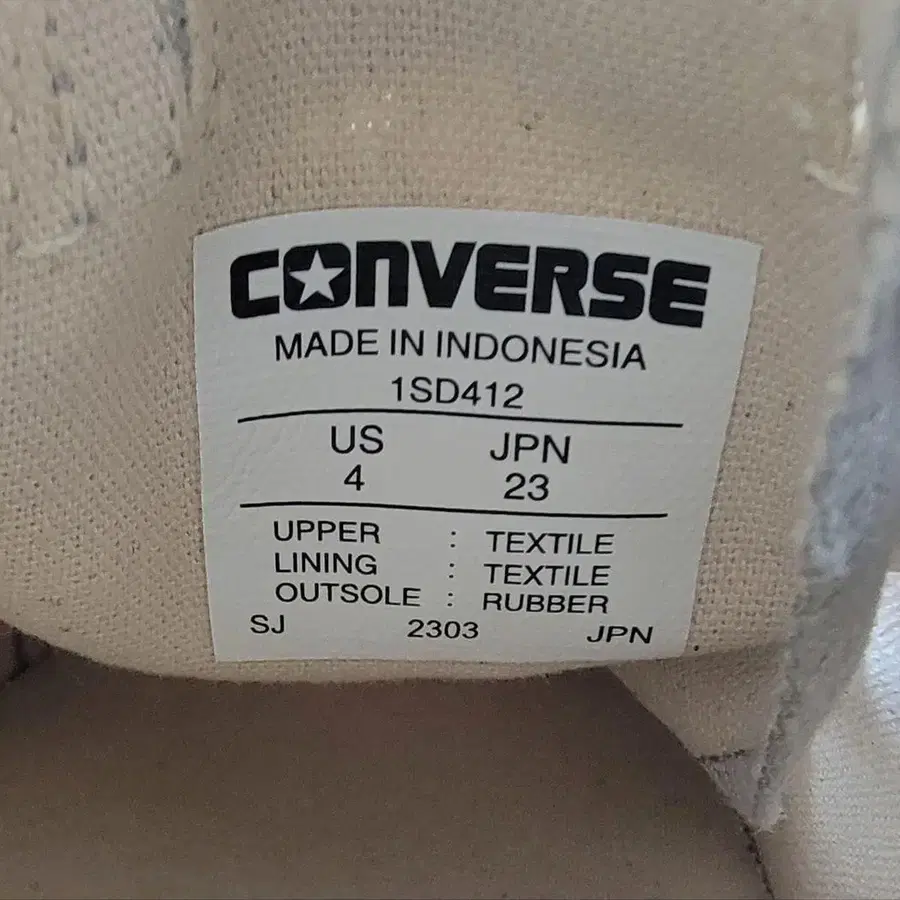 CONVERSE
MADE IN INDONESIA
1SD412
US JPN
4 23
UPPER : TEXTILE
LINING : TEXTILE
OUTSOLE : RUBBER
SJ 2303 JPN